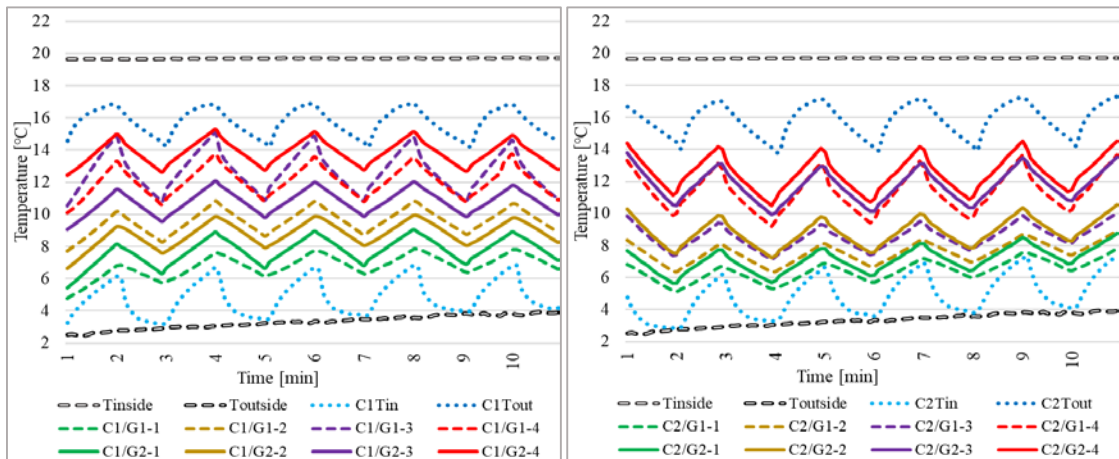 22
20
18
16
14
12
10
8
6
4
2
Temperature [°C]
1 2 3 4 5 6 7 8 9 10
Time [min]
Tinside Toutside C1Tin C1Tout
C1/G1-1 C1/G1-2 C1/G1-3 C1/G1-4
C1/G2-1 C1/G2-2 C1/G2-3 C1/G2-4
22
20
18
16
14
12
10
8
6
4
2
Temperature [°C]
1 2 3 4 5 6 7 8 9 10
Time [min]
Tinside Toutside C2Tin C2Tout
C2/G1-1 C2/G1-2 C2/G1-3 C2/G1-4
C2/G2-1 C2/G2-2 C2/G2-3 C2/G2-4